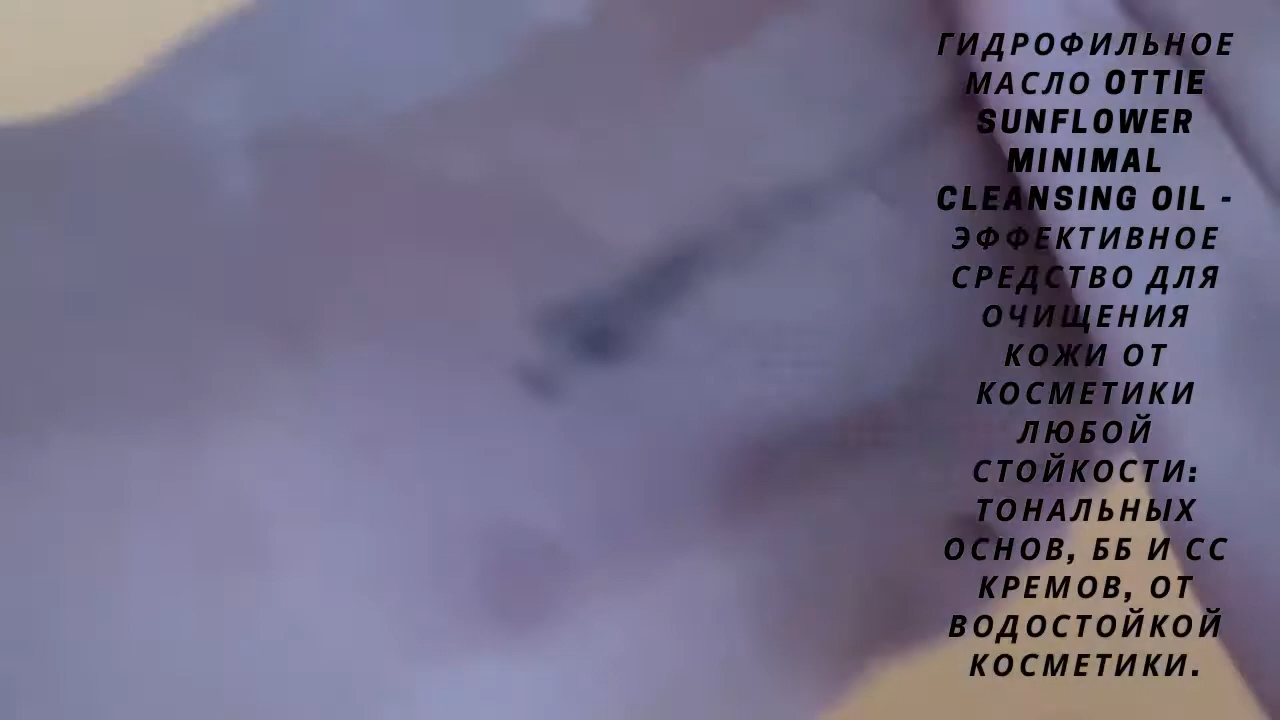 ГИДРОФИЛЬНОЕ
МАСЛО OTTIE
SUNFLOWER
MINIMAL
CLEANSING OIL -
ЭФФЕКТИВНОЕ
СРЕДСТВО ДЛЯ
ОЧИЩЕНИЯ
КОЖИ ОТ
КОСМЕТИКИ
ЛЮБОЙ
СТОЙКОСТИ:
ТОНАЛЬНЫХ
ОСНОВ, ББ И СС
КРЕМОВ, ОТ
ВОДОСТОЙКОЙ
КОСМЕТИКИ.